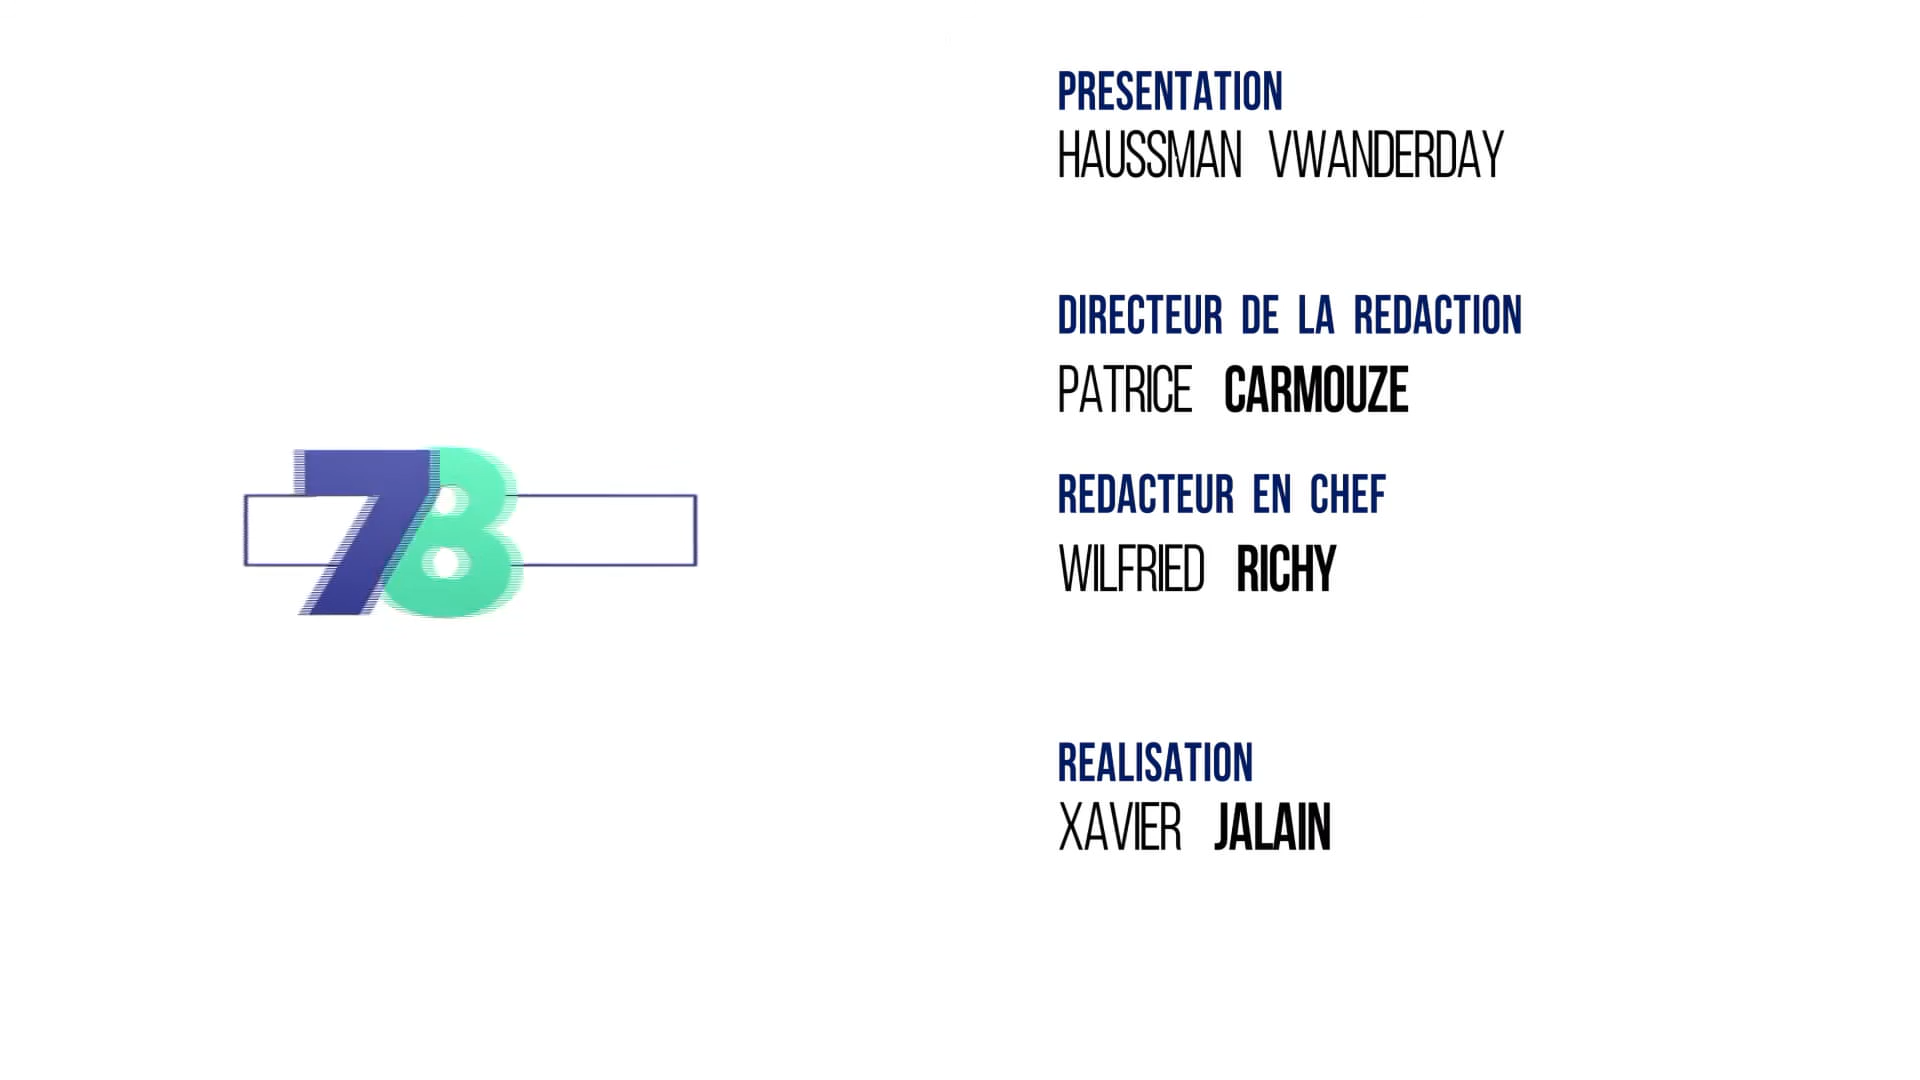 78
PRESENTATION
HAUSSMAN VWANDERDAY
DIRECTEUR DE LA REDACTION
PATRICE CARMOUZE
REDACTEUR EN CHEF
WILFRIED RICHY
REALISATION
XAVIER JALAIN